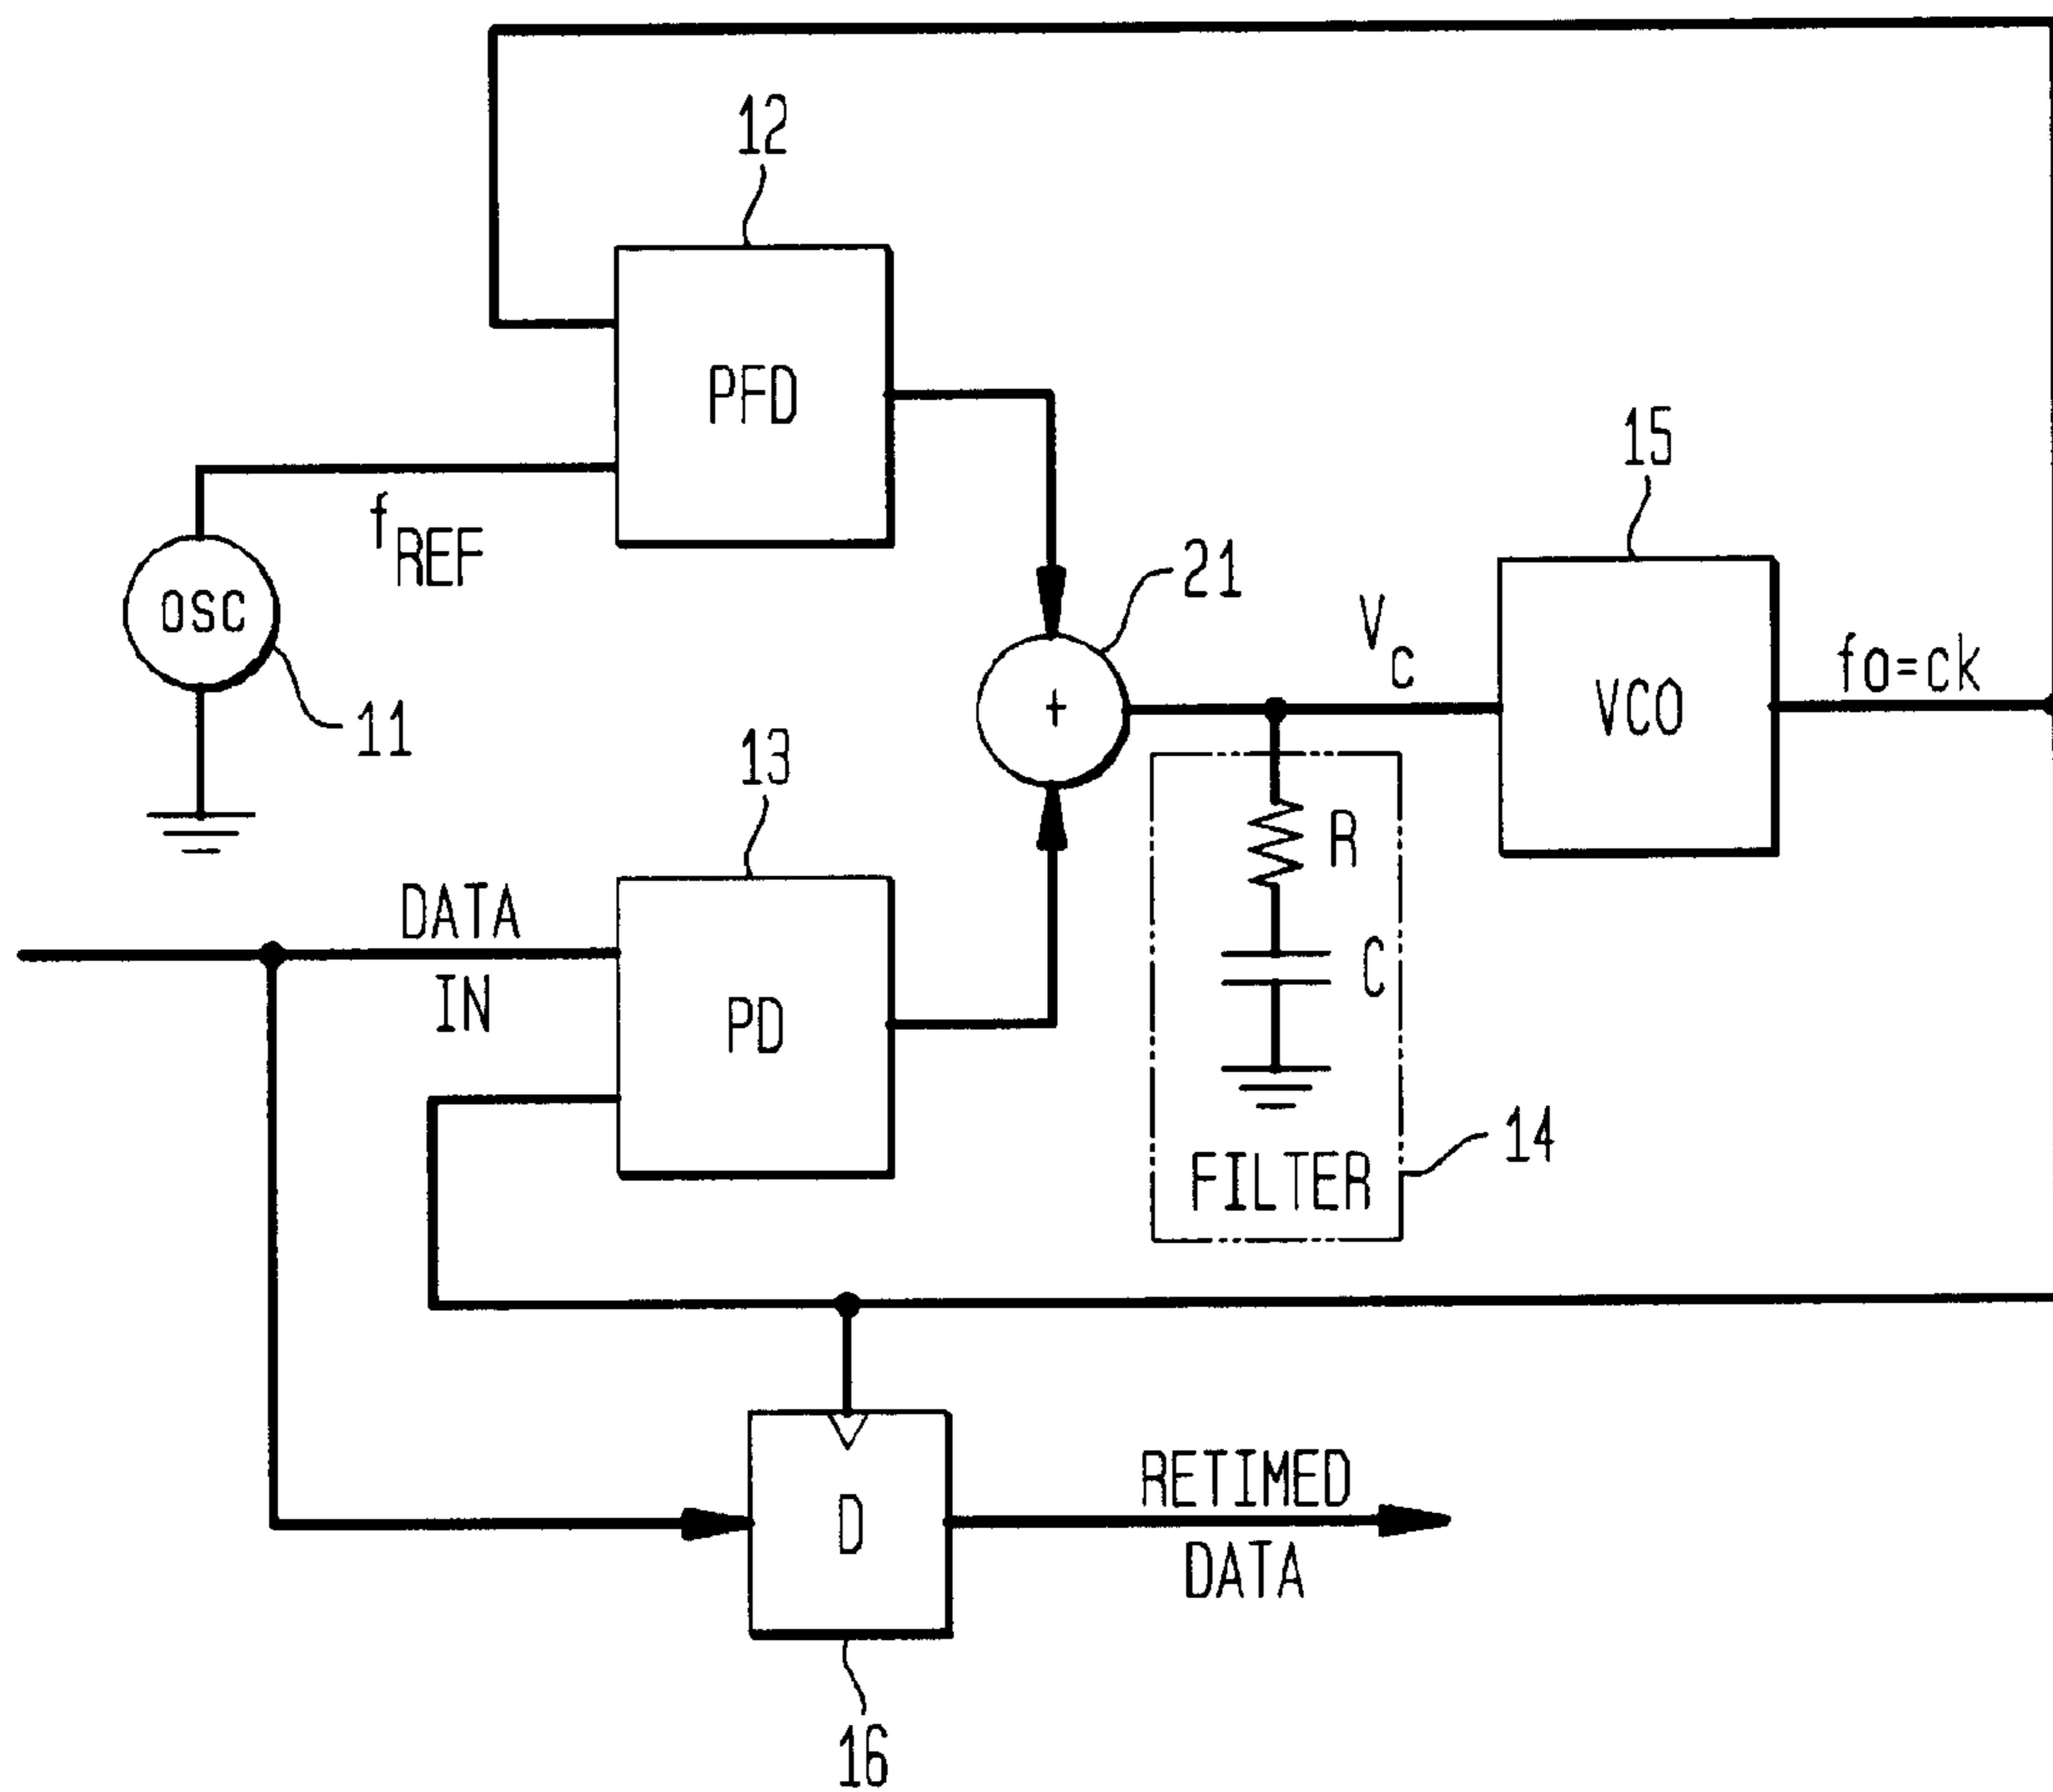 12
PFD
15
f REF
21
OSC
V C
fo=ck
VCO
+
11
13
R
DATA
IN
C
PD
14
FILTER
RETIMED
D
DATA
16